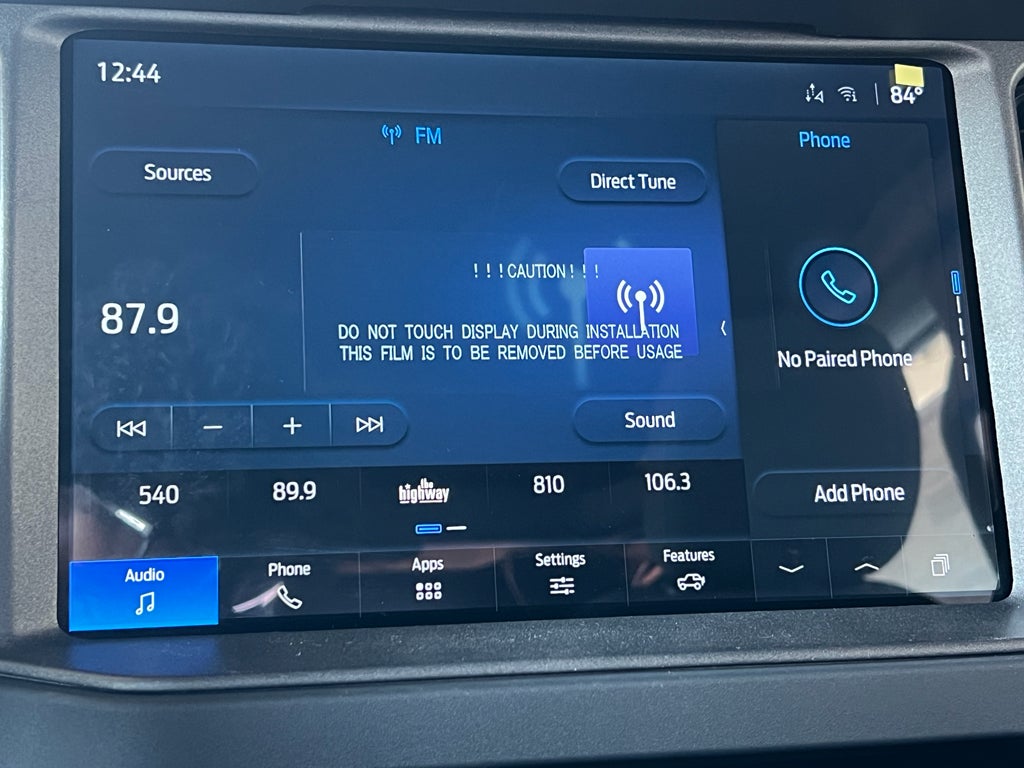 12:44
84°
FM
Phone
Sources
Direct Tune
!!!CAUTION!!!
87.9
DO NOT TOUCH DISPLAY DURING INSTALLATION
THIS FILM IS TO BE REMOVED BEFORE USAGE
No Paired Phone
Sound
540
89.9
the
highway
810
106.3
Add Phone
Audio
Phone
Apps
Settings
Features